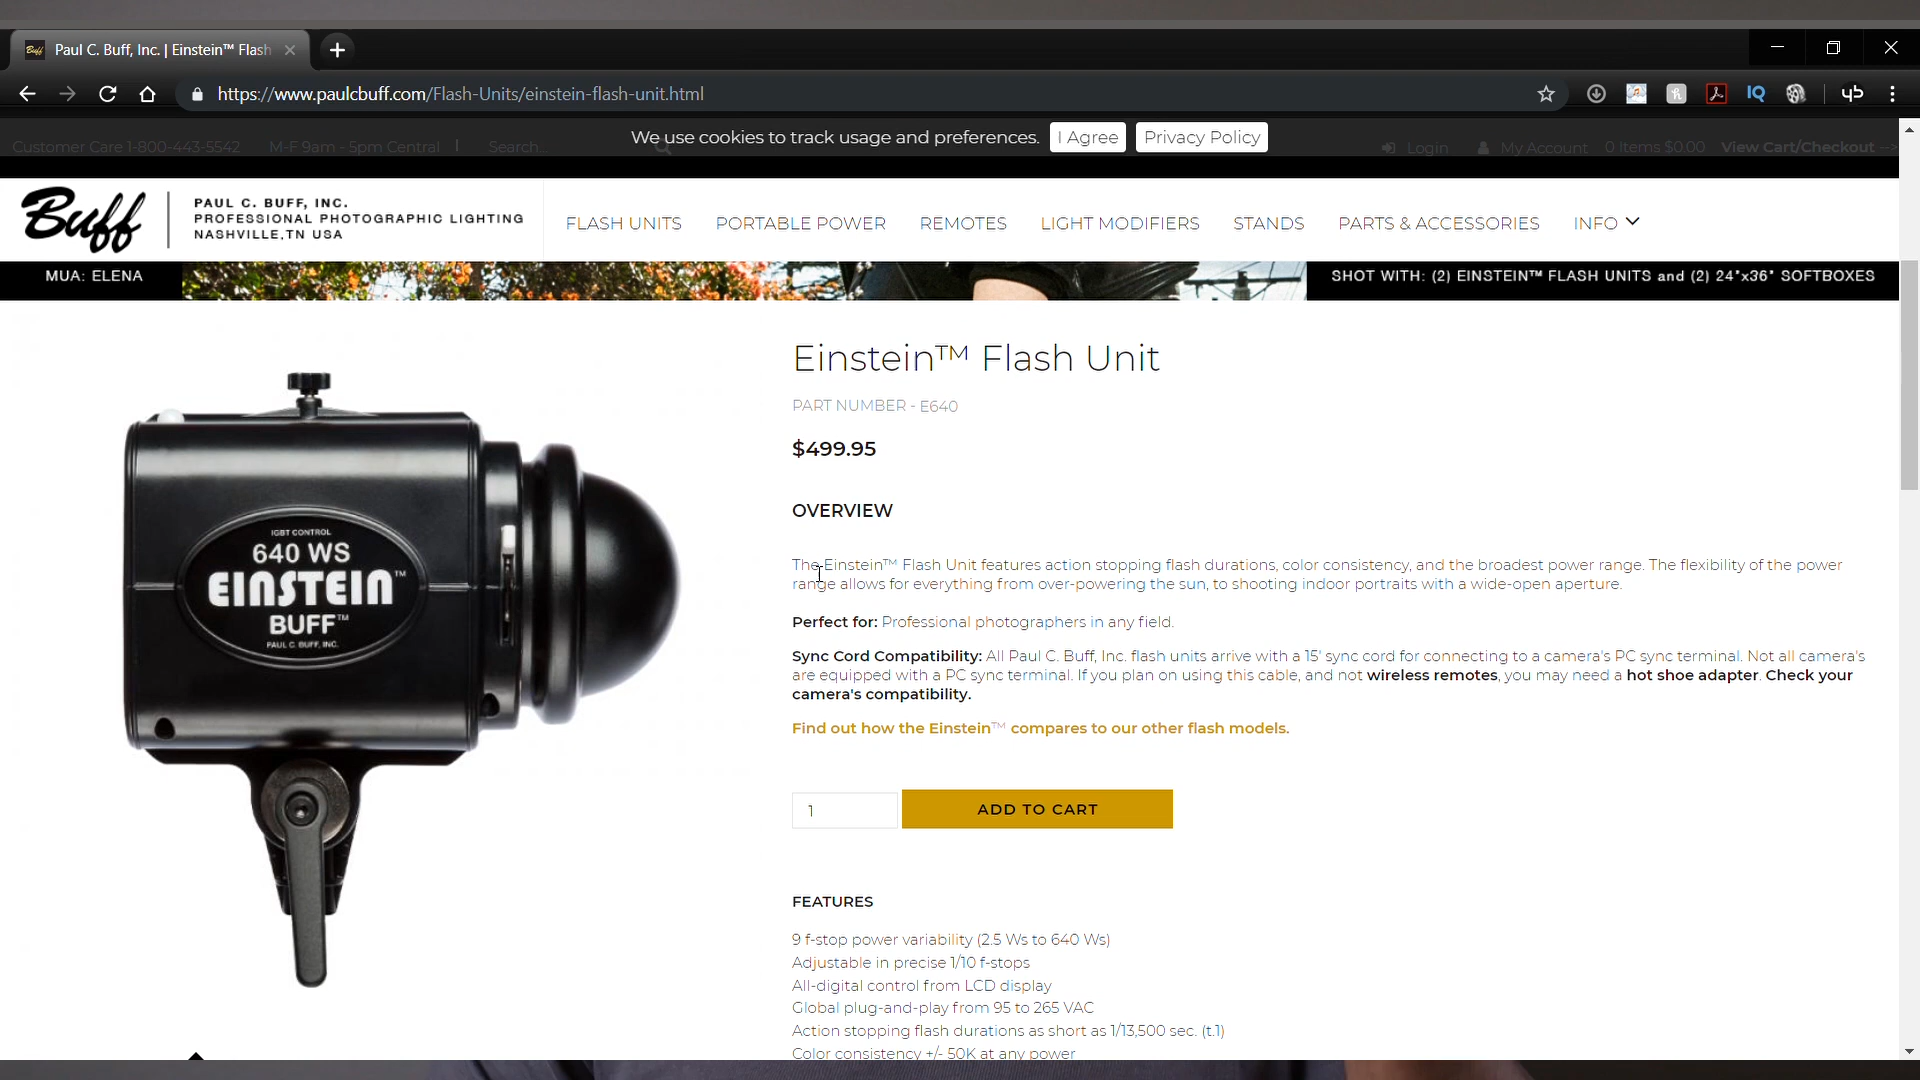 Paul C. Buff, Inc. | Einstein™ Flash
https://www.paulcbuff.com/Flash-Units/einstein-flash-unit.html
We use cookies to track usage and preferences. I Agree Privacy Policy
Customer Care 1-800-443-5542 M-F 9am - 5pm Central | Search... Login My Account 0 Items $0.00 View Cart/Checkout -->
Buff
PAUL C. BUFF, INC.
PROFESSIONAL PHOTOGRAPHIC LIGHTING
NASHVILLE,TN USA
FLASH UNITS PORTABLE POWER REMOTES LIGHT MODIFIERS STANDS PARTS & ACCESSORIES INFO
MUA: ELENA
SHOT WITH: (2) EINSTEIN™ FLASH UNITS and (2) 24"x36" SOFTBOXES
IGBT CONTROL
640 WS
EINSTEIN™
BUFF™
PAUL C. BUFF, INC.
Einstein™ Flash Unit
PART NUMBER - E640
$499.95
OVERVIEW
The Einstein™ Flash Unit features action stopping flash durations, color consistency, and the broadest power range. The flexibility of the power
range allows for everything from over-powering the sun, to shooting indoor portraits with a wide-open aperture.
Perfect for: Professional photographers in any field.
Sync Cord Compatibility: All Paul C. Buff, Inc. flash units arrive with a 15' sync cord for connecting to a camera's PC sync terminal. Not all camera's
are equipped with a PC sync terminal. If you plan on using this cable, and not wireless remotes, you may need a hot shoe adapter. Check your
camera's compatibility.
Find out how the Einstein™ compares to our other flash models.
1
ADD TO CART
FEATURES
9 f-stop power variability (2.5 Ws to 640 Ws)
Adjustable in precise 1/10 f-stops
All-digital control from LCD display
Global plug-and-play from 95 to 265 VAC
Action stopping flash durations as short as 1/13,500 sec. (t.1)
Color consistency +/- 50K at any power